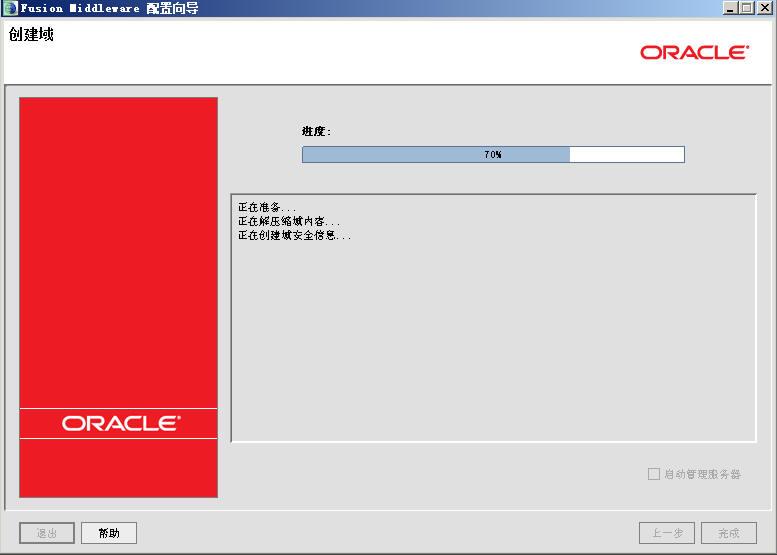 Fusion Middleware 配置向导
创建域
ORACLE
进度:
70%
正在准备...
正在解压缩域内容...
正在创建域安全信息...
ORACLE
启动管理服务器
退出
帮助
上一步
完成